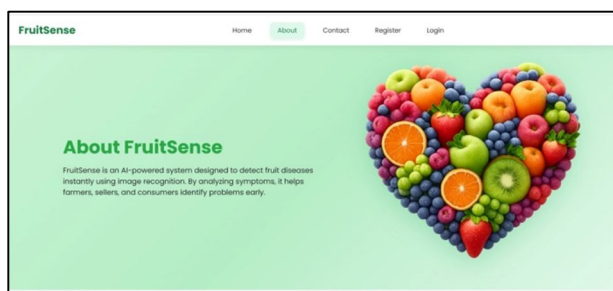 FruitSense
Home
About
Contact
Register
Login
About FruitSense
FruitSense is an AI-powered system designed to detect fruit diseases
instantly using image recognition. By analyzing symptoms, it helps
farmers, sellers, and consumers identify problems early.